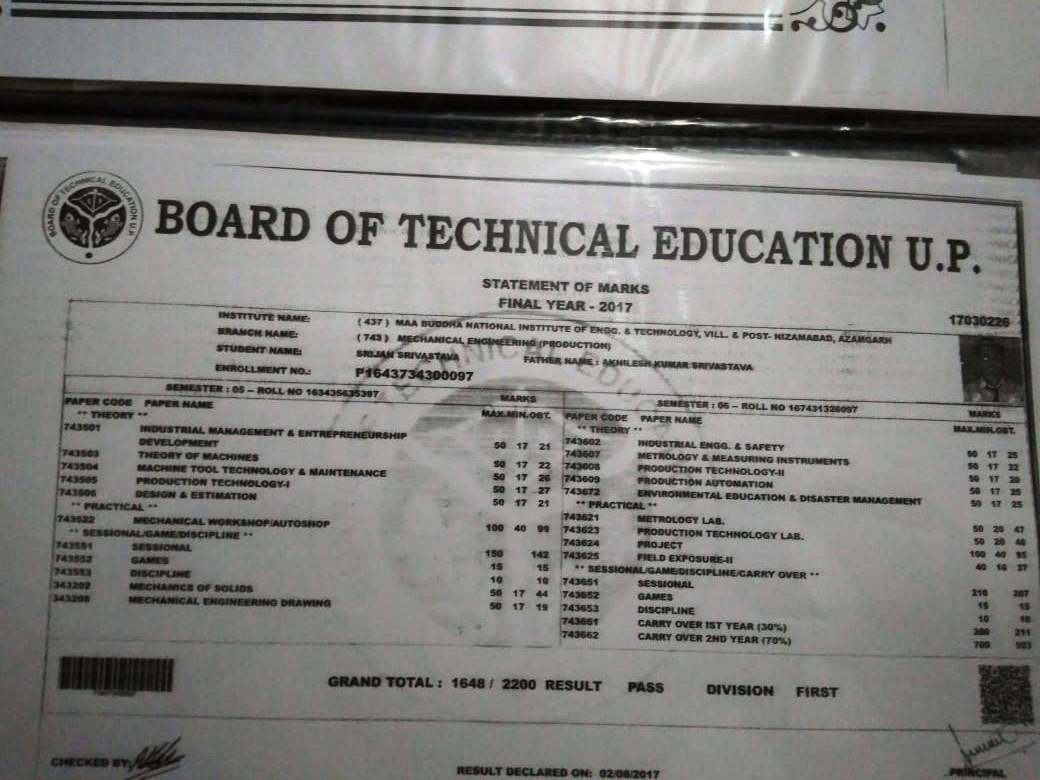 BOARD OF TECHNICAL EDUCATION U.P.
BOARD OF TECHNICAL EDUCATION U.P.
STATEMENT OF MARKS
FINAL YEAR - 2017
17030226
INSTITUTE NAME: ( 437 ) MAA BUDDHA NATIONAL INSTITUTE OF ENGG. & TECHNOLOGY, VILL. & POST- NIZAMABAD, AZAMGARH
BRANCH NAME: ( 743 ) MECHANICAL ENGINEERING (PRODUCTION)
STUDENT NAME: SRIJAN SRIVASTAVA FATHER NAME : AKHILESH KUMAR SRIVASTAVA
ENROLLMENT NO.: P1643734300097
SEMESTER : 05 – ROLL NO 163435635397 MARKS
PAPER CODE PAPER NAME MAX.MIN.OBT.
** THEORY **
743501 INDUSTRIAL MANAGEMENT & ENTREPRENEURSHIP
DEVELOPMENT 50 17 21
743503 THEORY OF MACHINES 50 17 22
743504 MACHINE TOOL TECHNOLOGY & MAINTENANCE 50 17 26
743505 PRODUCTION TECHNOLOGY-I 50 17 27
743506 DESIGN & ESTIMATION 50 17 21
** PRACTICAL **
743522 MECHANICAL WORKSHOP/AUTOSHOP 100 40 99
** SESSIONAL/GAME/DISCIPLINE **
743551 SESSIONAL 150 142
743552 GAMES 15 15
743553 DISCIPLINE 10 10
343202 MECHANICS OF SOLIDS 50 17 44
343208 MECHANICAL ENGINEERING DRAWING 50 17 19
SEMESTER : 06 – ROLL NO 167431326097 MARKS
PAPER CODE PAPER NAME MAX.MIN.OBT.
** THEORY **
743602 INDUSTRIAL ENGG. & SAFETY 50 17 25
743607 METROLOGY & MEASURING INSTRUMENTS 50 17 22
743608 PRODUCTION TECHNOLOGY-II 50 17 20
743609 PRODUCTION AUTOMATION 50 17 25
743672 ENVIRONMENTAL EDUCATION & DISASTER MANAGEMENT 50 17 25
** PRACTICAL **
743621 METROLOGY LAB. 50 20 47
743623 PRODUCTION TECHNOLOGY LAB. 50 20
743624 PROJECT 100 40 95
743625 FIELD EXPOSURE-II 40 16 37
** SESSIONAL/GAME/DISCIPLINE/CARRY OVER **
743651 SESSIONAL 210 207
743652 GAMES 15 15
743653 DISCIPLINE 10 10
743661 CARRY OVER IST YEAR (30%) 300 211
743662 CARRY OVER 2ND YEAR (70%) 700 503
GRAND TOTAL : 1648 / 2200 RESULT PASS DIVISION FIRST
CHECKED BY:
RESULT DECLARED ON: 02/08/2017
PRINCIPAL